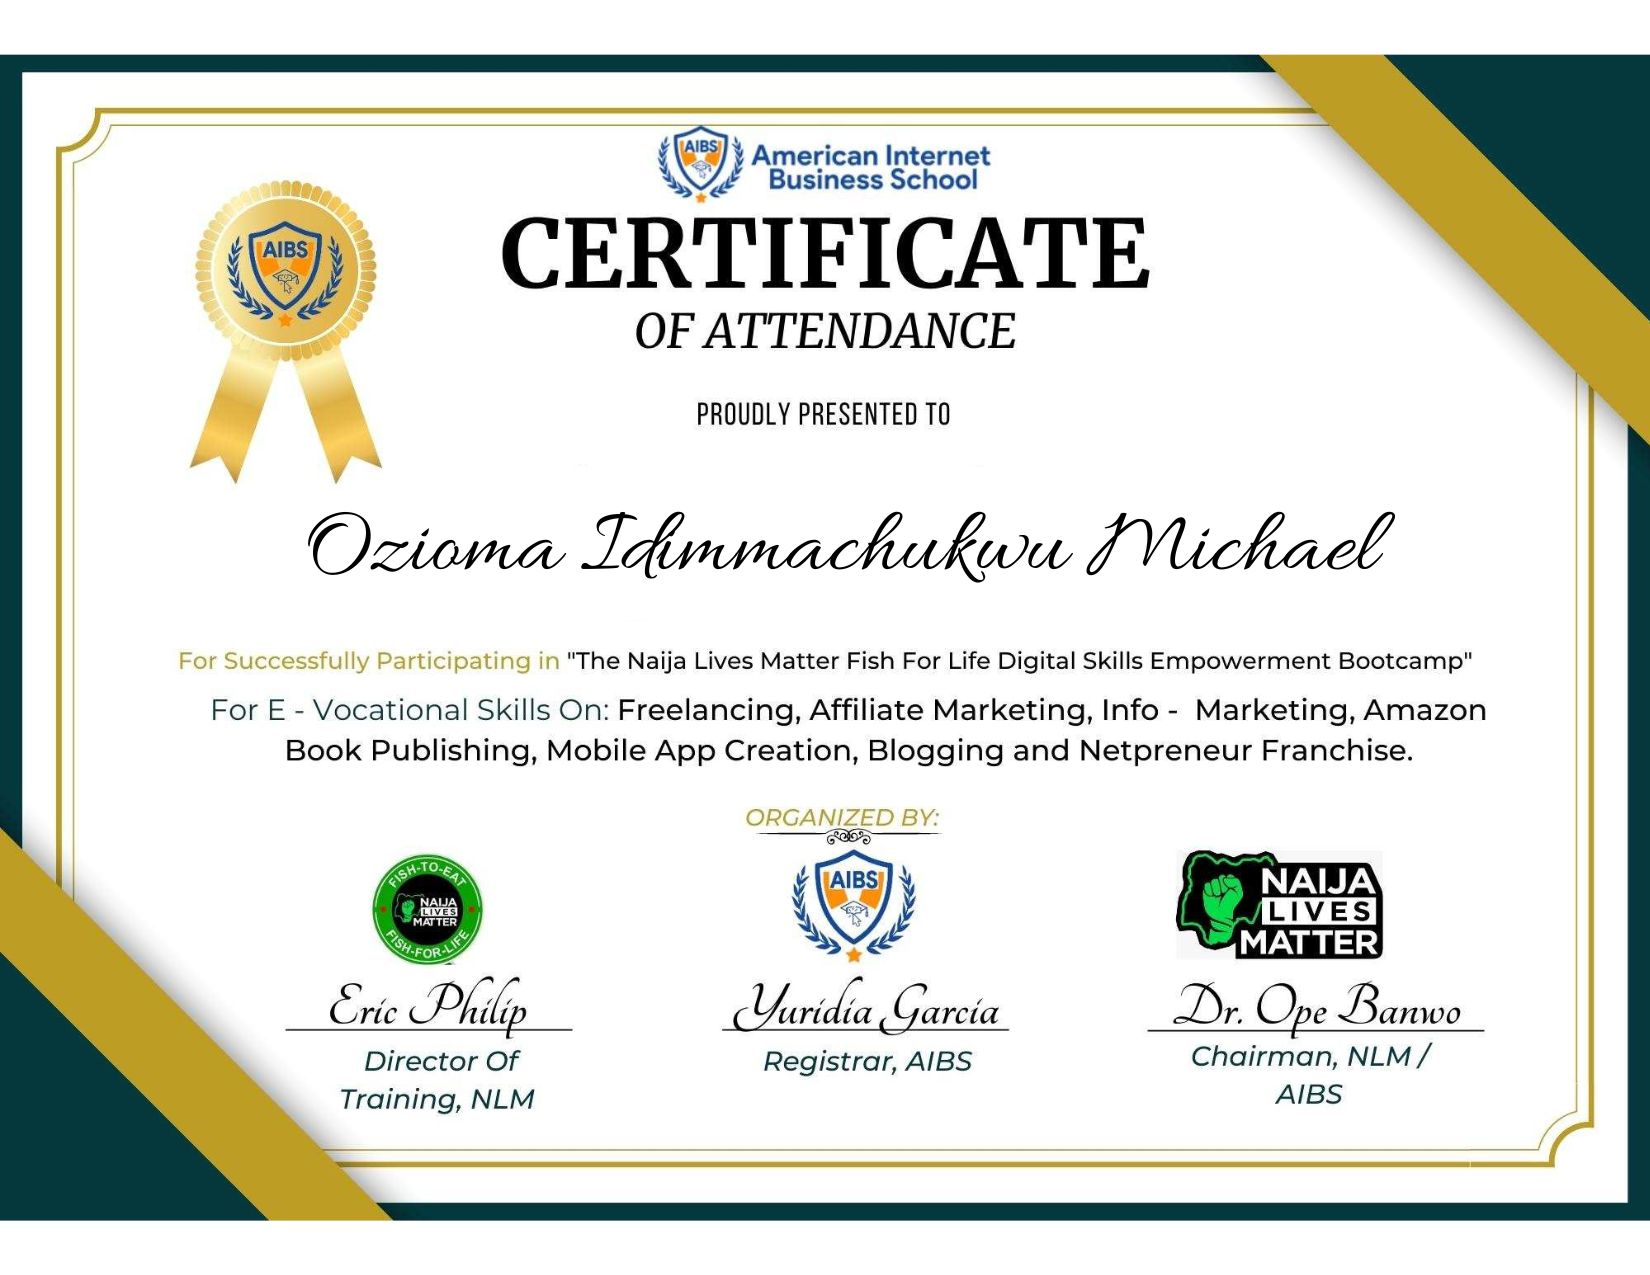 AIBS
American Internet
Business School
CERTIFICATE
OF ATTENDANCE
AIBS
PROUDLY PRESENTED TO
Ozioma Idimmachukwu Michael
For Successfully Participating in "The Naija Lives Matter Fish For Life Digital Skills Empowerment Bootcamp"
For E - Vocational Skills On: Freelancing, Affiliate Marketing, Info - Marketing, Amazon
Book Publishing, Mobile App Creation, Blogging and Netpreneur Franchise.
ORGANIZED BY:
FISH-TO-EAT
NAIJA
LIVES
MATTER
FISH-FOR-LIFE
AIBS
NAIJA
LIVES
MATTER
Eric Philip
Yuridia Garcia
Dr. Ope Banwo
Director Of
Training, NLM
Registrar, AIBS
Chairman, NLM /
AIBS